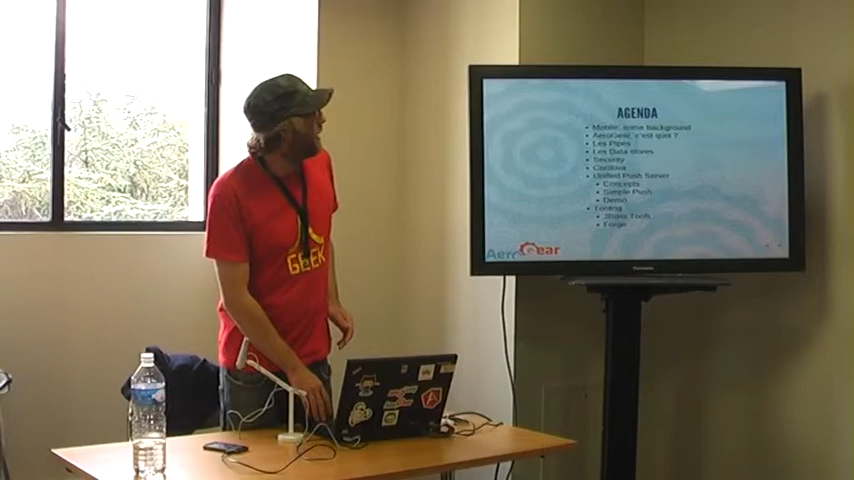 AGENDA
• Mobile, some background
• AeroGear, c'est quoi ?
• Les Pipes
• Les Data stores
• Security
• Cordova
• Unified Push Server
• Concepts
• Simple Push
• Demo
• Tooling
• JBoss Tools
• Forge
AeroGear
Panasonic
GEEK